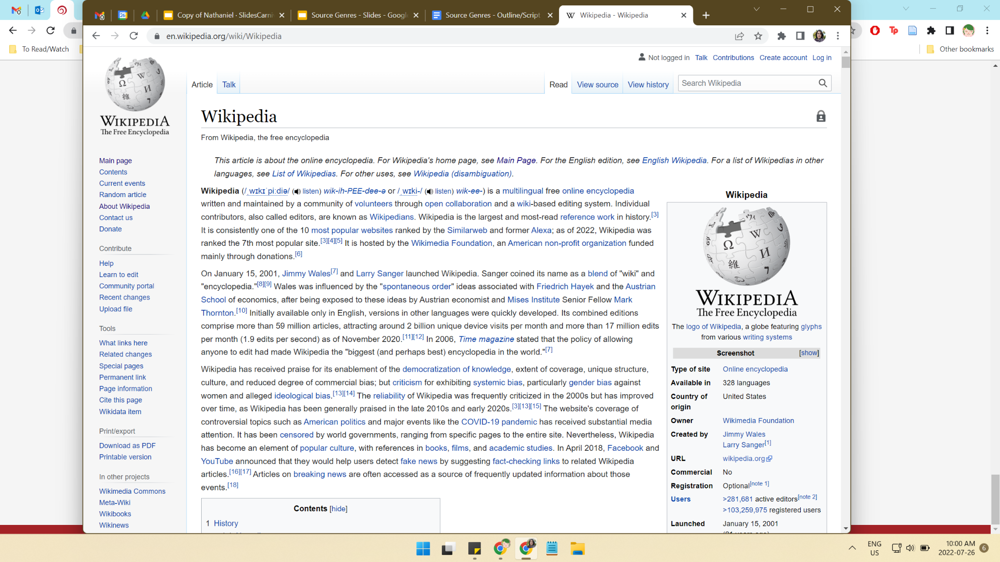 Copy of Nathaniel · SlidesCarni
Source Genres - Slides - Googl
Source Genres - Outline/Script
Wikipedia - Wikipedia
en.wikipedia.org/wiki/Wikipedia
To Read/Watch
Other bookmarks
Not logged in Talk Contributions Create account Log in
WIKIPEDIA
The Free Encyclopedia
Article Talk
Read View source View history
Search Wikipedia
Wikipedia
From Wikipedia, the free encyclopedia
This article is about the online encyclopedia. For Wikipedia's home page, see Main Page. For the English edition, see English Wikipedia. For a list of Wikipedias in other
languages, see List of Wikipedias. For other uses, see Wikipedia (disambiguation).
Wikipedia (/ˌwɪkɪˈpiːdiə/ (listen) wik-ih-PEE-dee-ə or /ˌwɪki-/ (listen) wik-ee-) is a multilingual free online encyclopedia
written and maintained by a community of volunteers through open collaboration and a wiki-based editing system. Individual
contributors, also called editors, are known as Wikipedians. Wikipedia is the largest and most-read reference work in history.[3]
It is consistently one of the 10 most popular websites ranked by the Similarweb and former Alexa; as of 2022, Wikipedia was
ranked the 7th most popular site.[3][4][5] It is hosted by the Wikimedia Foundation, an American non-profit organization funded
mainly through donations.[6]
On January 15, 2001, Jimmy Wales[7] and Larry Sanger launched Wikipedia. Sanger coined its name as a blend of "wiki" and
"encyclopedia."[8][9] Wales was influenced by the "spontaneous order" ideas associated with Friedrich Hayek and the Austrian
School of economics, after being exposed to these ideas by Austrian economist and Mises Institute Senior Fellow Mark
Thornton.[10] Initially available only in English, versions in other languages were quickly developed. Its combined editions
comprise more than 59 million articles, attracting around 2 billion unique device visits per month and more than 17 million edits
per month (1.9 edits per second) as of November 2020.[11][12] In 2006, Time magazine stated that the policy of allowing
anyone to edit had made Wikipedia the "biggest (and perhaps best) encyclopedia in the world."[7]
Wikipedia has received praise for its enablement of the democratization of knowledge, extent of coverage, unique structure,
culture, and reduced degree of commercial bias; but criticism for exhibiting systemic bias, particularly gender bias against
women and alleged ideological bias.[13][14] The reliability of Wikipedia was frequently criticized in the 2000s but has improved
over time, as Wikipedia has been generally praised in the late 2010s and early 2020s.[3][13][15] The website's coverage of
controversial topics such as American politics and major events like the COVID-19 pandemic has received substantial media
attention. It has been censored by world governments, ranging from specific pages to the entire site. Nevertheless, Wikipedia
has become an element of popular culture, with references in books, films, and academic studies. In April 2018, Facebook and
YouTube announced that they would help users detect fake news by suggesting fact-checking links to related Wikipedia
articles.[16][17] Articles on breaking news are often accessed as a source of frequently updated information about those
events.[18]
Contents [hide]
1 History
Main page
Contents
Current events
Random article
About Wikipedia
Contact us
Donate
Contribute
Help
Learn to edit
Community portal
Recent changes
Upload file
Tools
What links here
Related changes
Special pages
Permanent link
Page information
Cite this page
Wikidata item
Print/export
Download as PDF
Printable version
In other projects
Wikimedia Commons
Meta-Wiki
Wikibooks
Wikinews
Wikipedia
WIKIPEDIA
The Free Encyclopedia
The logo of Wikipedia, a globe featuring glyphs
from various writing systems
Screenshot [show]
Type of site Online encyclopedia
Available in 328 languages
Country of origin United States
Owner Wikimedia Foundation
Created by Jimmy Wales
Larry Sanger[1]
URL wikipedia.org
Commercial No
Registration Optional[note 1]
Users >281,681 active editors[note 2]
>103,259,975 registered users
Launched January 15, 2001
ENG
US
10:00 AM
2022-07-26
6